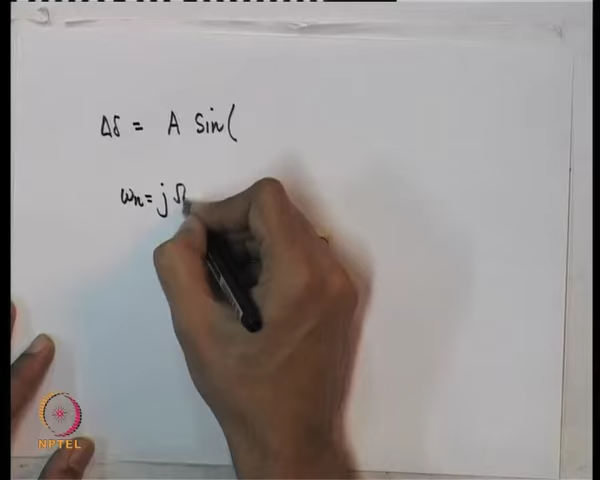 Δδ = A Sin(
ωn = j Ω
NPTEL